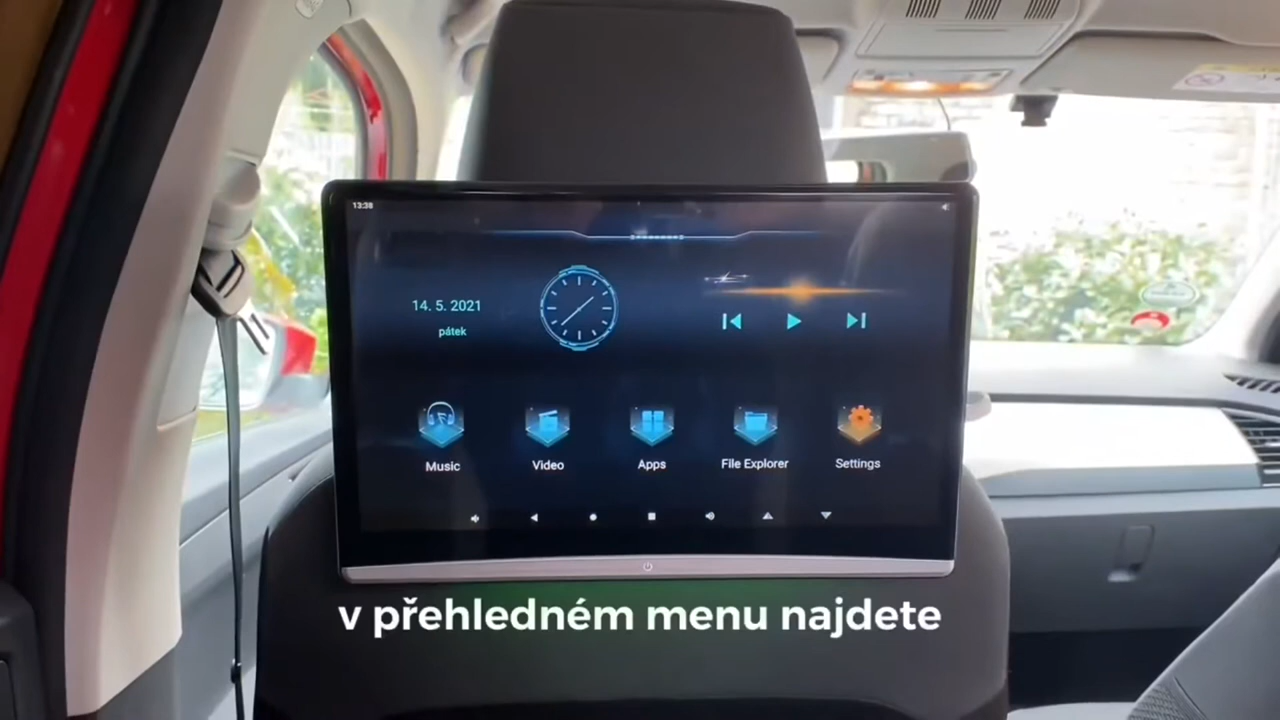 13:38
14. 5. 2021
pátek
Music
Video
Apps
File Explorer
Settings
v přehledném menu najdete